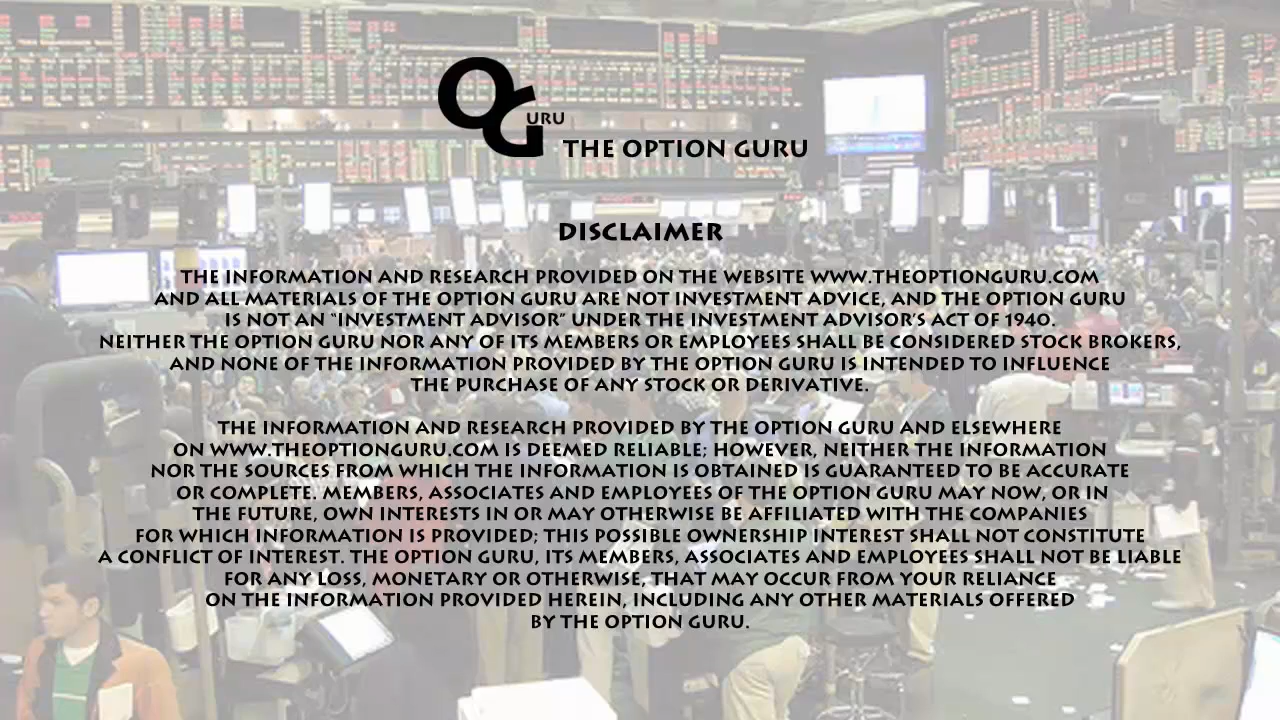 OG URU
THE OPTION GURU
DISCLAIMER
THE INFORMATION AND RESEARCH PROVIDED ON THE WEBSITE WWW.THEOPTIONGURU.COM
AND ALL MATERIALS OF THE OPTION GURU ARE NOT INVESTMENT ADVICE, AND THE OPTION GURU
IS NOT AN “INVESTMENT ADVISOR” UNDER THE INVESTMENT ADVISOR’S ACT OF 1940.
NEITHER THE OPTION GURU NOR ANY OF ITS MEMBERS OR EMPLOYEES SHALL BE CONSIDERED STOCK BROKERS,
AND NONE OF THE INFORMATION PROVIDED BY THE OPTION GURU IS INTENDED TO INFLUENCE
THE PURCHASE OF ANY STOCK OR DERIVATIVE.
THE INFORMATION AND RESEARCH PROVIDED BY THE OPTION GURU AND ELSEWHERE
ON WWW.THEOPTIONGURU.COM IS DEEMED RELIABLE; HOWEVER, NEITHER THE INFORMATION
NOR THE SOURCES FROM WHICH THE INFORMATION IS OBTAINED IS GUARANTEED TO BE ACCURATE
OR COMPLETE. MEMBERS, ASSOCIATES AND EMPLOYEES OF THE OPTION GURU MAY NOW, OR IN
THE FUTURE, OWN INTERESTS IN OR MAY OTHERWISE BE AFFILIATED WITH THE COMPANIES
FOR WHICH INFORMATION IS PROVIDED; THIS POSSIBLE OWNERSHIP INTEREST SHALL NOT CONSTITUTE
A CONFLICT OF INTEREST. THE OPTION GURU, ITS MEMBERS, ASSOCIATES AND EMPLOYEES SHALL NOT BE LIABLE
FOR ANY LOSS, MONETARY OR OTHERWISE, THAT MAY OCCUR FROM YOUR RELIANCE
ON THE INFORMATION PROVIDED HEREIN, INCLUDING ANY OTHER MATERIALS OFFERED
BY THE OPTION GURU.